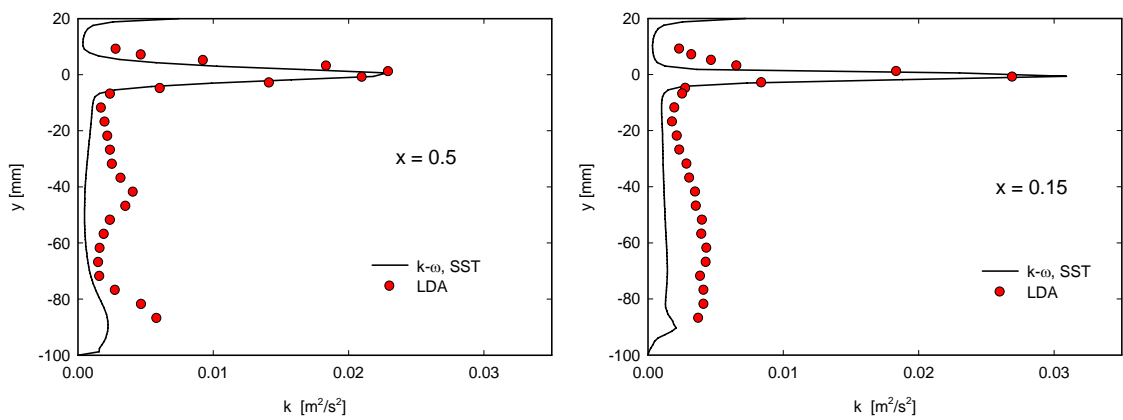 20
0
-20
-40
-60
-80
-100
y [mm]
0.00
0.01
0.02
0.03
k [m²/s²]
x = 0.5
k-ω, SST
LDA
20
0
-20
-40
-60
-80
-100
y [mm]
0.00
0.01
0.02
0.03
k [m²/s²]
x = 0.15
k-ω, SST
LDA